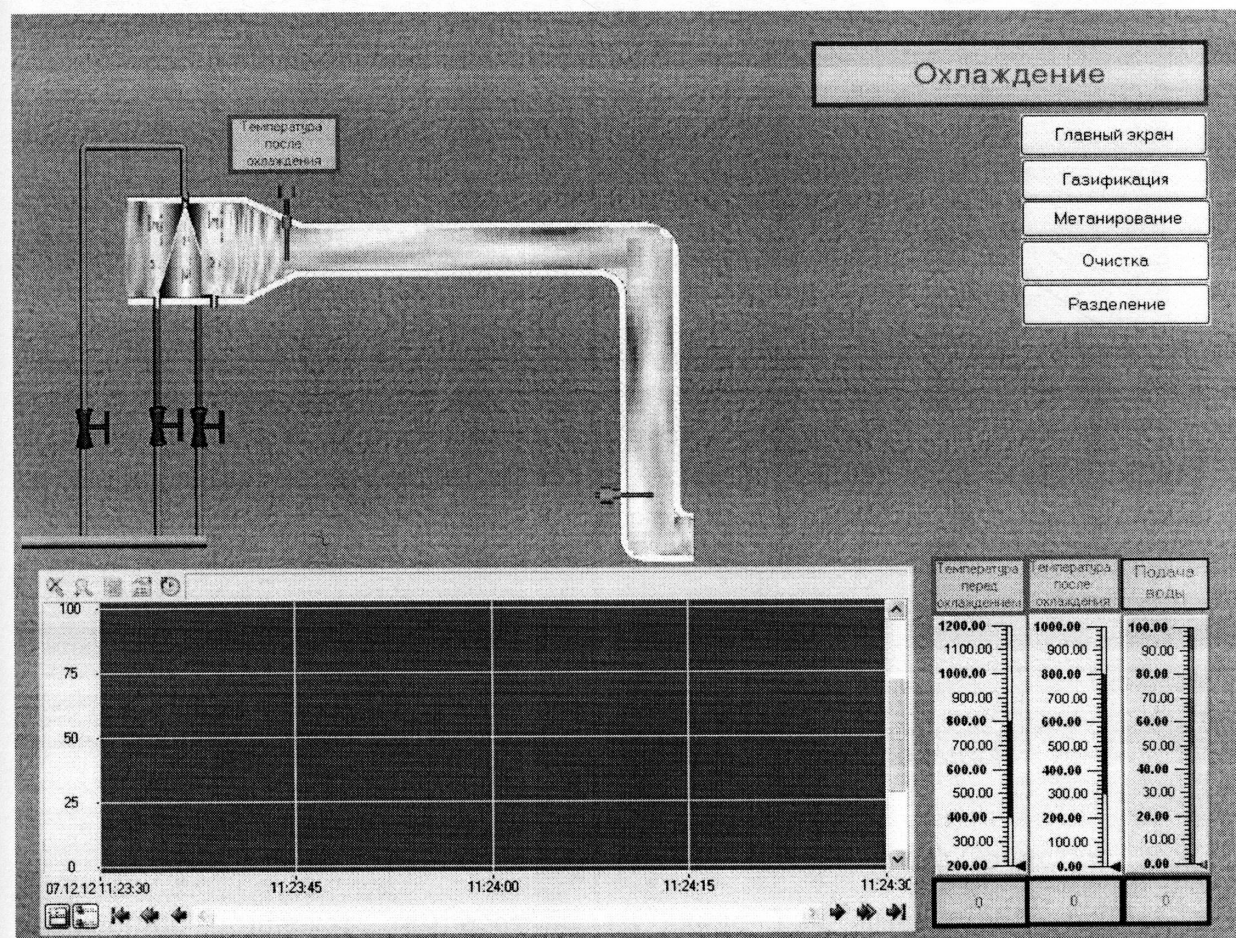 Охлаждение
Главный экран
Газификация
Метанирование
Очистка
Разделение
Температура
после
охлаждения
100
75
50
25
0
07.12.12 11:23:30
11:23:45
11:24:00
11:24:15
11:24:30
Температура
перед
охлаждением
1200.00
1100.00
1000.00
900.00
800.00
700.00
600.00
500.00
400.00
300.00
200.00
0
Температура
после
охлаждения
1000.00
900.00
800.00
700.00
600.00
500.00
400.00
300.00
200.00
100.00
0.00
0
Подача
воды
100.00
90.00
80.00
70.00
60.00
50.00
40.00
30.00
20.00
10.00
0.00
0